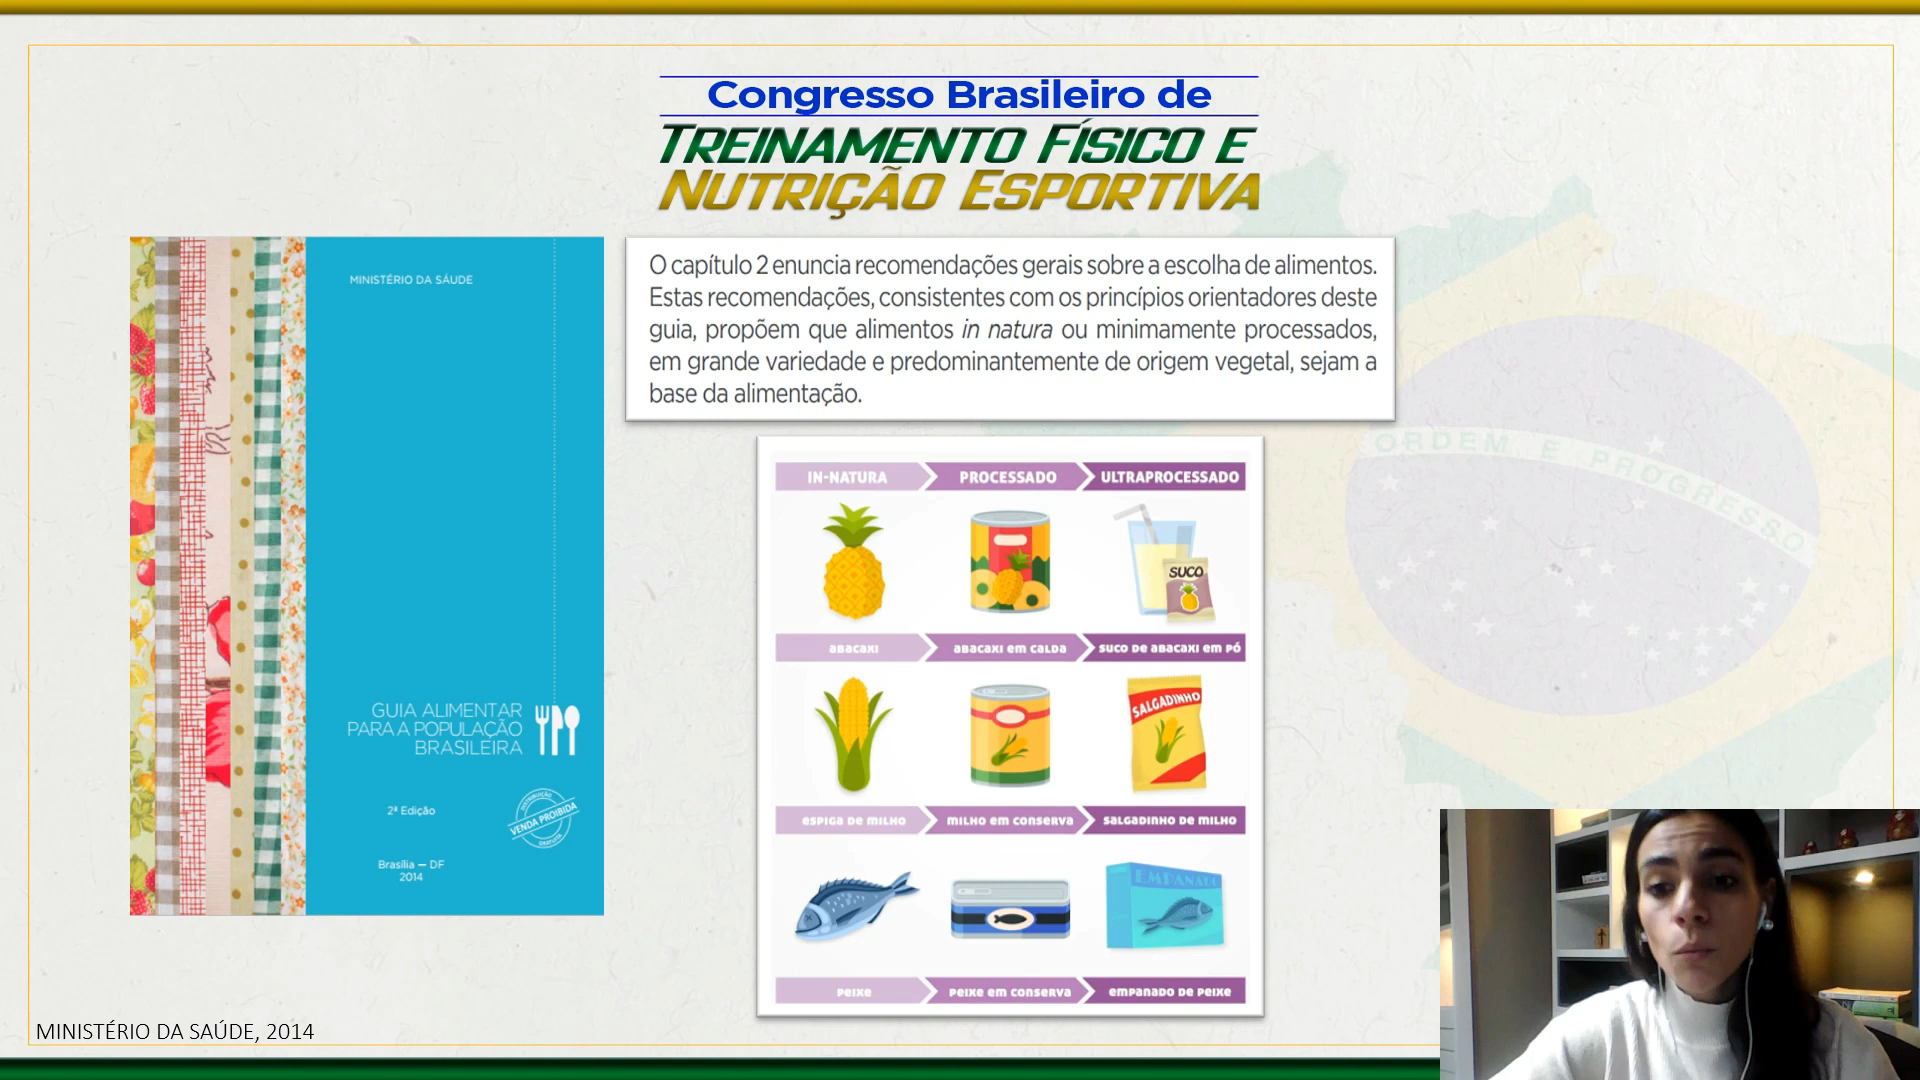 Congresso Brasileiro de
TREINAMENTO FÍSICO E
NUTRIÇÃO ESPORTIVA
MINISTÉRIO DA SAÚDE
GUIA ALIMENTAR
PARA A POPULAÇÃO
BRASILEIRA
2ª Edição
DISTRIBUIÇÃO
VENDA PROIBIDA
GRATUITA
Brasília — DF
2014
O capítulo 2 enuncia recomendações gerais sobre a escolha de alimentos.
Estas recomendações, consistentes com os princípios orientadores deste
guia, propõem que alimentos in natura ou minimamente processados,
em grande variedade e predominantemente de origem vegetal, sejam a
base da alimentação.
IN-NATURA PROCESSADO ULTRAPROCESSADO
SUCO
ABACAXI ABACAXI EM CALDA SUCO DE ABACAXI EM PÓ
SALGADINHO
ESPIGA DE MILHO MILHO EM CONSERVA SALGADINHO DE MILHO
EMPANADO
PEIXE PEIXE EM CONSERVA EMPANADO DE PEIXE
ORDEM E PROGRESSO
MINISTÉRIO DA SAÚDE, 2014